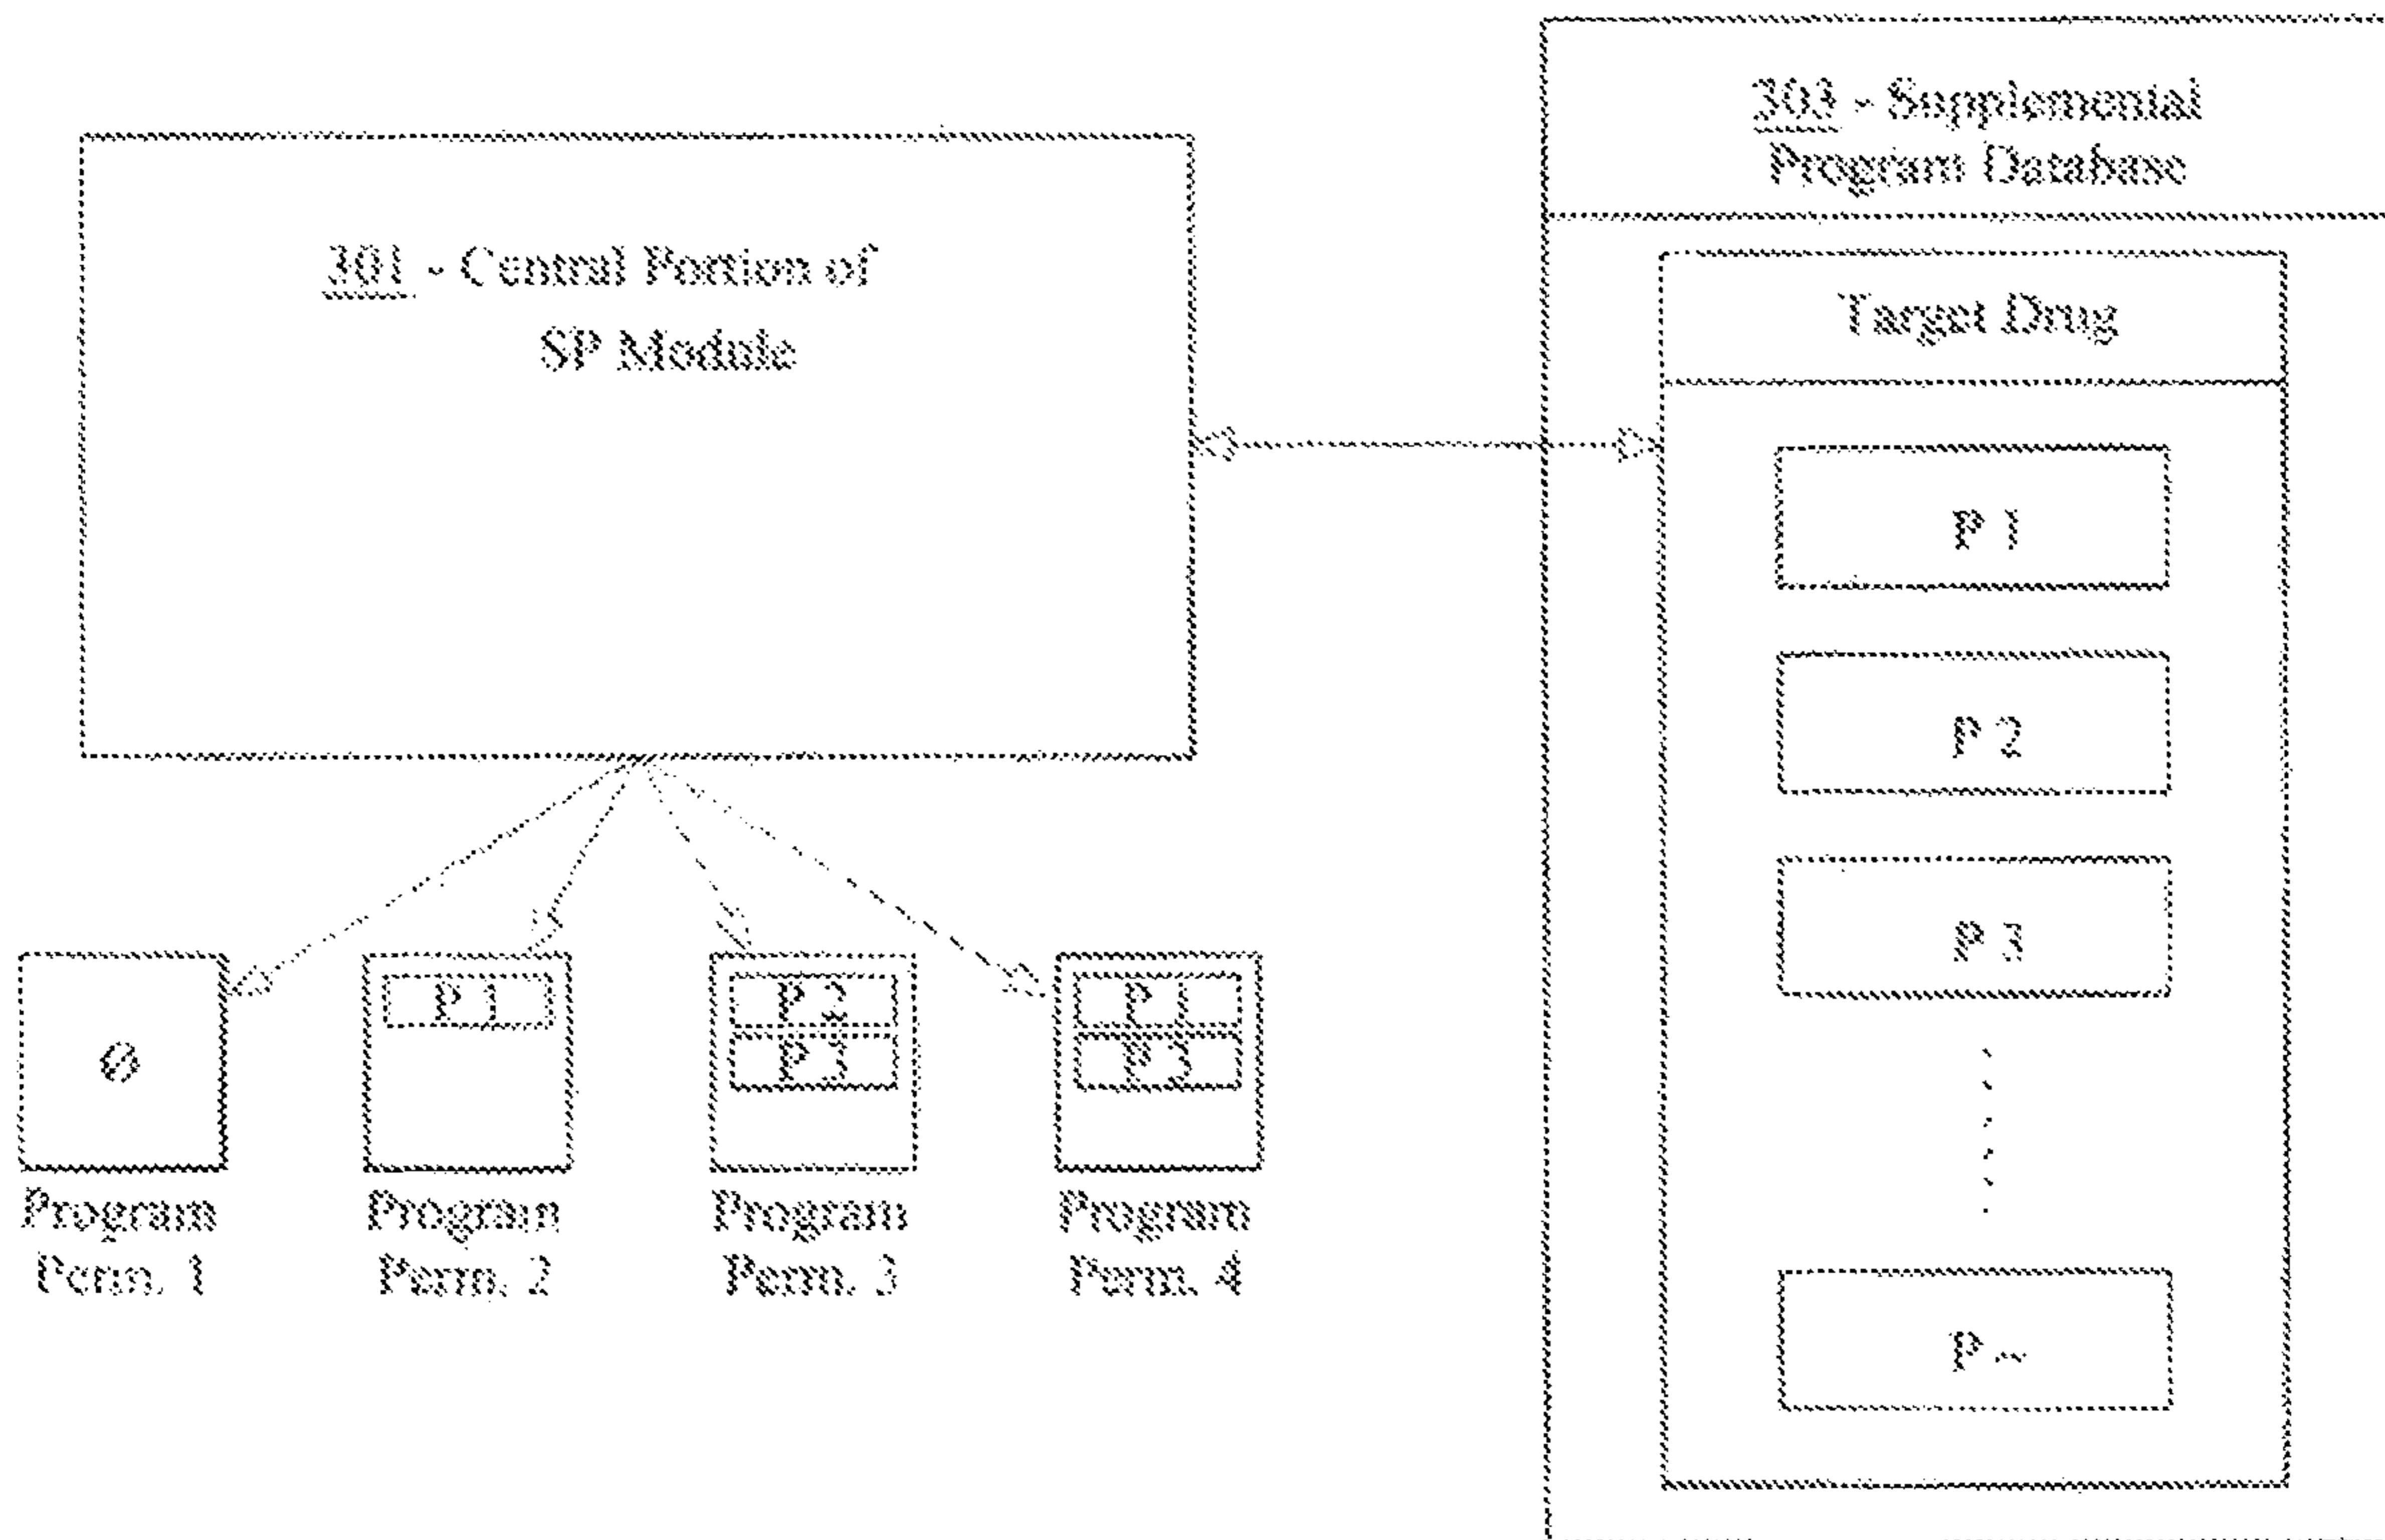 301 - Central Portion of
SP Module
303 - Supplemental
Program Database
Target Drug
P 1
P 2
P 3
P ~
Ø
P 1
P 2
P 3
P 1
Program
Perm. 1
Program
Perm. 2
Program
Perm. 3
Program
Perm. 4